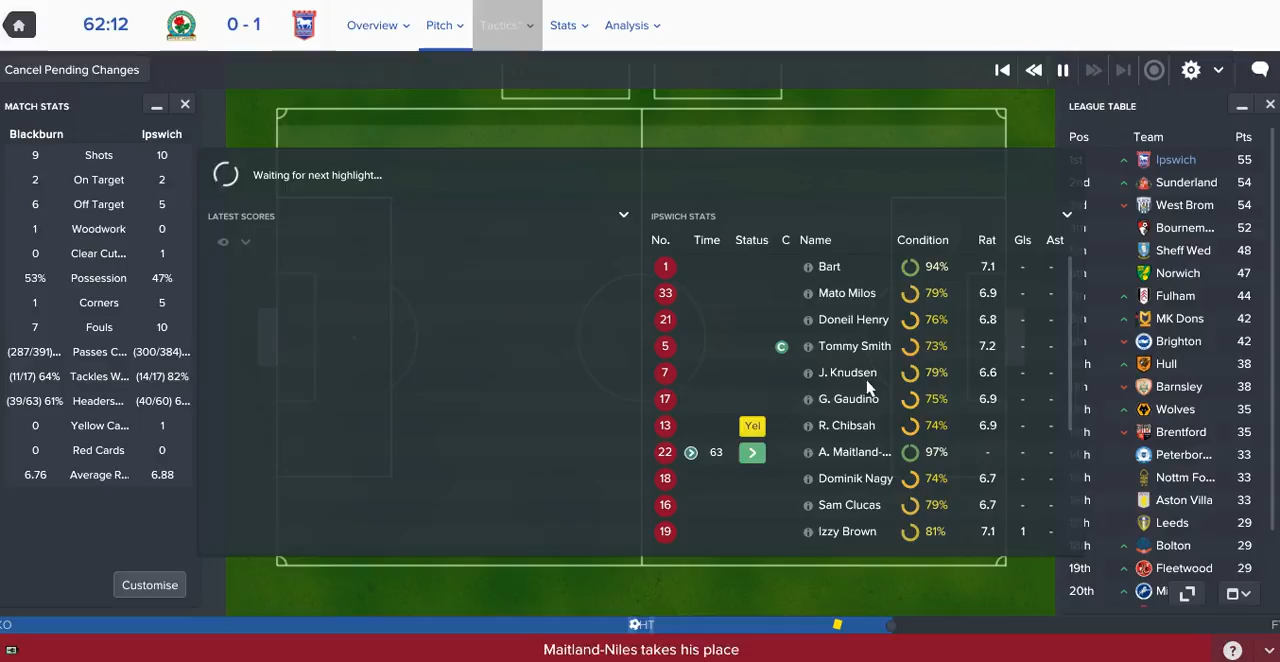 62:12 0 - 1 Overview Pitch Tactics Stats Analysis
Cancel Pending Changes
MATCH STATS
Blackburn Ipswich
9 Shots 10
2 On Target 2
6 Off Target 5
1 Woodwork 0
0 Clear Cut... 1
53% Possession 47%
1 Corners 5
7 Fouls 10
(287/391)... Passes C... (300/384)...
(11/17) 64% Tackles W... (14/17) 82%
(39/63) 61% Headers... (40/60) 6...
0 Yellow Ca... 1
0 Red Cards 0
6.76 Average R... 6.88
Customise
Waiting for next highlight...
LATEST SCORES
IPSWICH STATS
No. Time Status C Name Condition Rat Gls Ast
1 Bart 94% 7.1 - -
33 Mato Milos 79% 6.9 - -
21 Doneil Henry 76% 6.8 - -
5 C Tommy Smith 73% 7.2 - -
7 J. Knudsen 79% 6.6 - -
17 G. Gaudino 75% 6.9 - -
13 Yel R. Chibsah 74% 6.9 - -
22 63 A. Maitland-... 97% - - -
18 Dominik Nagy 74% 6.7 - -
16 Sam Clucas 79% 6.7 - -
19 Izzy Brown 81% 7.1 1 -
LEAGUE TABLE
Pos Team Pts
1st Ipswich 55
Sunderland 54
West Brom 54
Bournem... 52
Sheff Wed 48
Norwich 47
Fulham 44
MK Dons 42
Brighton 42
Hull 38
Barnsley 38
Wolves 35
Brentford 35
Peterbor... 33
Nottm Fo... 33
Aston Villa 33
Leeds 29
Bolton 29
19th Fleetwood 29
20th Mi
KO HT F
Maitland-Niles takes his place
?